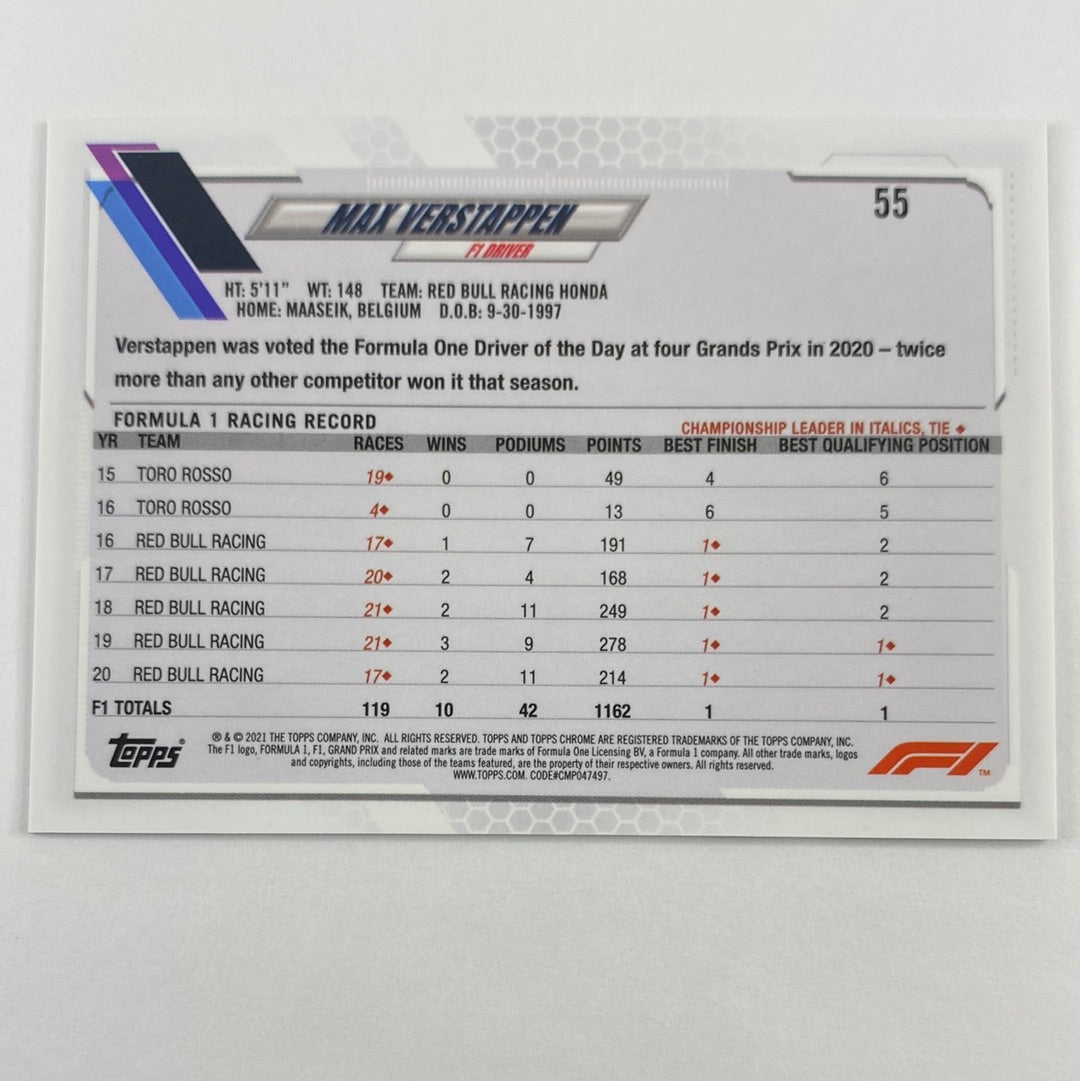 55
MAX VERSTAPPEN
F1 DRIVER
HT: 5'11" WT: 148 TEAM: RED BULL RACING HONDA
HOME: MAASEIK, BELGIUM D.O.B: 9-30-1997
Verstappen was voted the Formula One Driver of the Day at four Grands Prix in 2020 – twice
more than any other competitor won it that season.
FORMULA 1 RACING RECORD CHAMPIONSHIP LEADER IN ITALICS, TIE ◆
YR TEAM RACES WINS PODIUMS POINTS BEST FINISH BEST QUALIFYING POSITION
15 TORO ROSSO 19◆ 0 0 49 4 6
16 TORO ROSSO 4◆ 0 0 13 6 5
16 RED BULL RACING 17◆ 1 7 191 1◆ 2
17 RED BULL RACING 20◆ 2 4 168 1◆ 2
18 RED BULL RACING 21◆ 2 11 249 1◆ 2
19 RED BULL RACING 21◆ 3 9 278 1◆ 1◆
20 RED BULL RACING 17◆ 2 11 214 1◆ 1◆
F1 TOTALS 119 10 42 1162 1 1
TOPPS®
® & © 2021 THE TOPPS COMPANY, INC. ALL RIGHTS RESERVED. TOPPS AND TOPPS CHROME ARE REGISTERED TRADEMARKS OF THE TOPPS COMPANY, INC.
The F1 logo, FORMULA 1, F1, GRAND PRIX and related marks are trade marks of Formula One Licensing BV, a Formula 1 company. All other trade marks, logos
and copyrights, including those of the teams featured, are the property of their respective owners. All rights reserved.
WWW.TOPPS.COM. CODE#CMP047497.
F1 TM